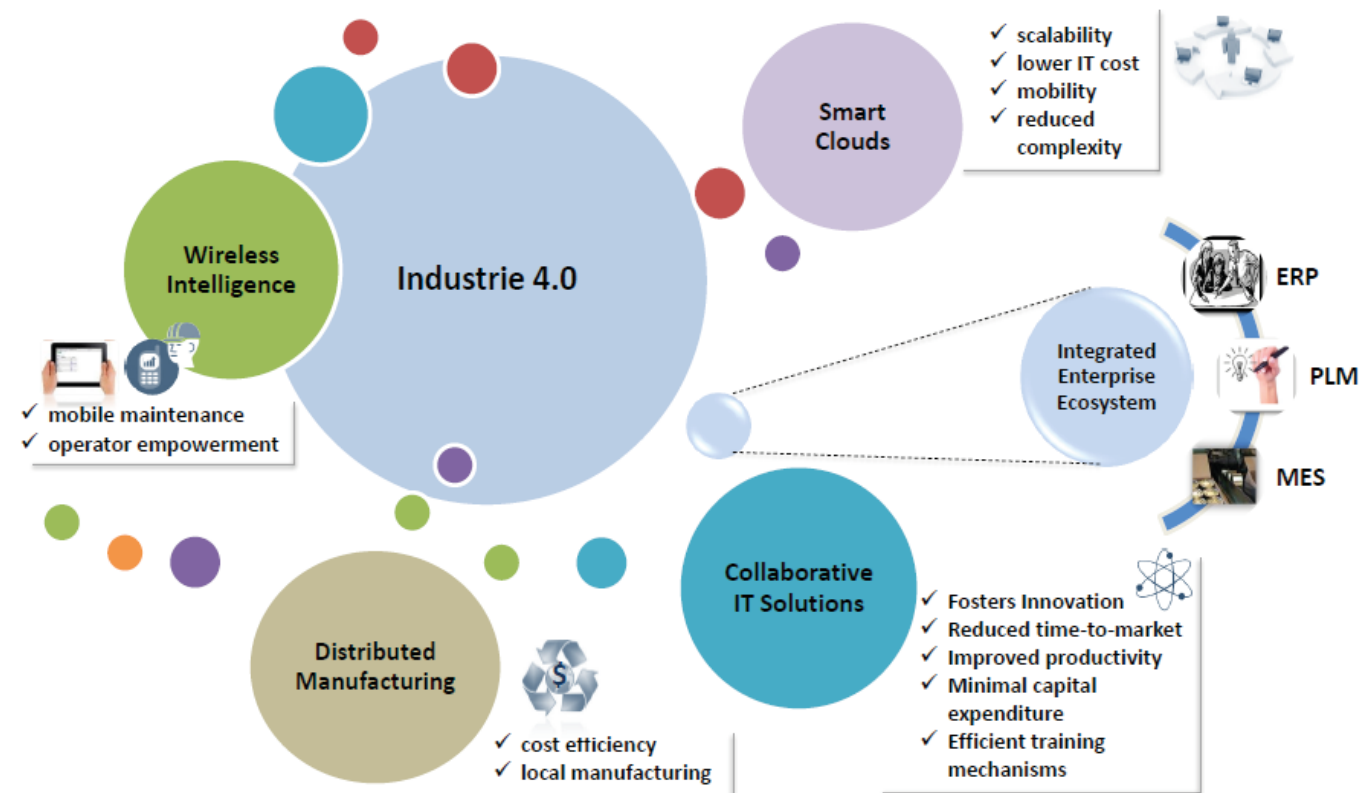 ✓ scalability
✓ lower IT cost
✓ mobility
✓ reduced
complexity
Smart
Clouds
Wireless
Intelligence
Industrie 4.0
✓ mobile maintenance
✓ operator empowerment
Integrated
Enterprise
Ecosystem
ERP
PLM
MES
Collaborative
IT Solutions
✓ Fosters Innovation
✓ Reduced time-to-market
✓ Improved productivity
✓ Minimal capital
expenditure
✓ Efficient training
mechanisms
Distributed
Manufacturing
$
✓ cost efficiency
✓ local manufacturing